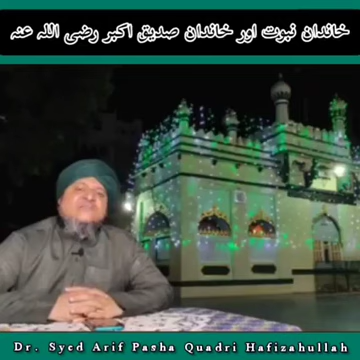 خاندان نبوت اور خاندان صدیق اکبر رضی اللہ عنہ
Dr. Syed Arif Pasha Quadri Hafizahullah